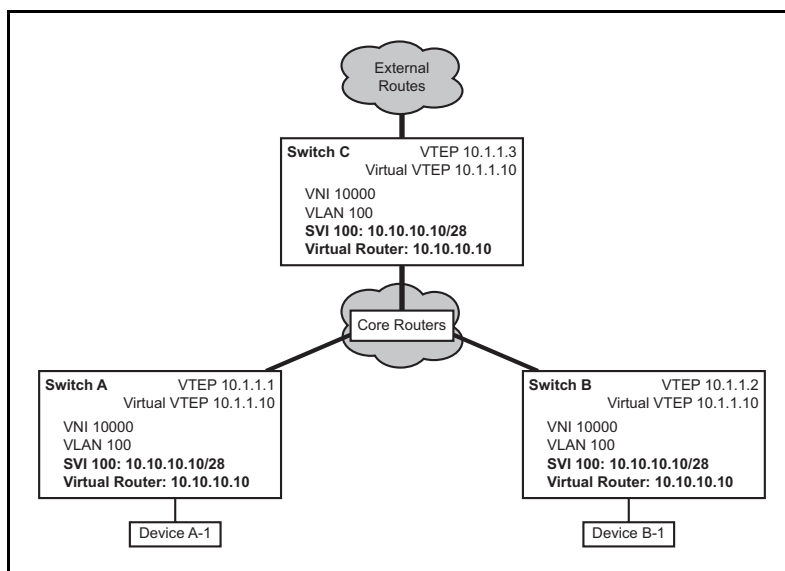 External
Routes
Switch C VTEP 10.1.1.3
Virtual VTEP 10.1.1.10
VNI 10000
VLAN 100
SVI 100: 10.10.10.10/28
Virtual Router: 10.10.10.10
Core Routers
Switch A VTEP 10.1.1.1
Virtual VTEP 10.1.1.10
VNI 10000
VLAN 100
SVI 100: 10.10.10.10/28
Virtual Router: 10.10.10.10
Device A-1
Switch B VTEP 10.1.1.2
Virtual VTEP 10.1.1.10
VNI 10000
VLAN 100
SVI 100: 10.10.10.10/28
Virtual Router: 10.10.10.10
Device B-1